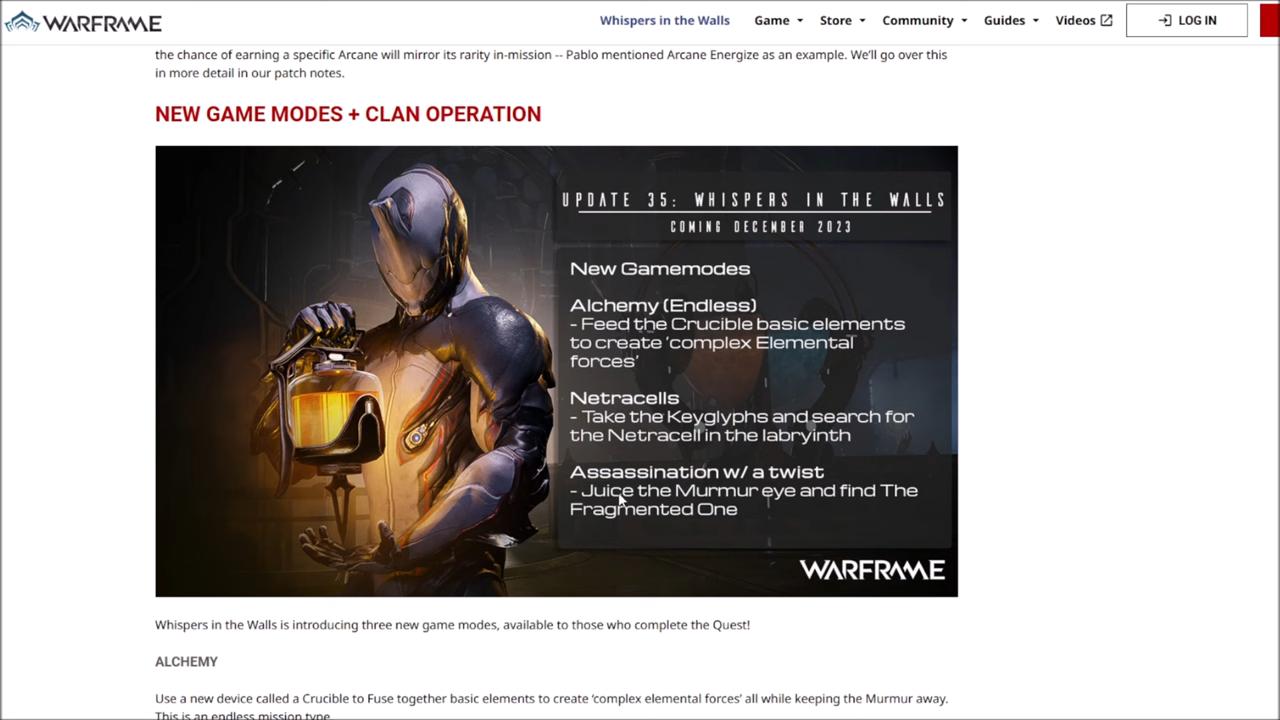 WARFRAME
Whispers in the Walls
Game
Store
Community
Guides
Videos
LOG IN
the chance of earning a specific Arcane will mirror its rarity in-mission -- Pablo mentioned Arcane Energize as an example. We'll go over this
in more detail in our patch notes.
NEW GAME MODES + CLAN OPERATION
UPDATE 35: WHISPERS IN THE WALLS
COMING DECEMBER 2023
New Gamemodes
Alchemy (Endless)
- Feed the Crucible basic elements
to create ‘complex Elemental
forces’
Netracells
- Take the Keyglyphs and search for
the Netracell in the labryinth
Assassination w/ a twist
- Juice the Murmur eye and find The
Fragmented One
WARFRAME
Whispers in the Walls is introducing three new game modes, available to those who complete the Quest!
ALCHEMY
Use a new device called a Crucible to Fuse together basic elements to create ‘complex elemental forces’ all while keeping the Murmur away.
This is an endless mission type